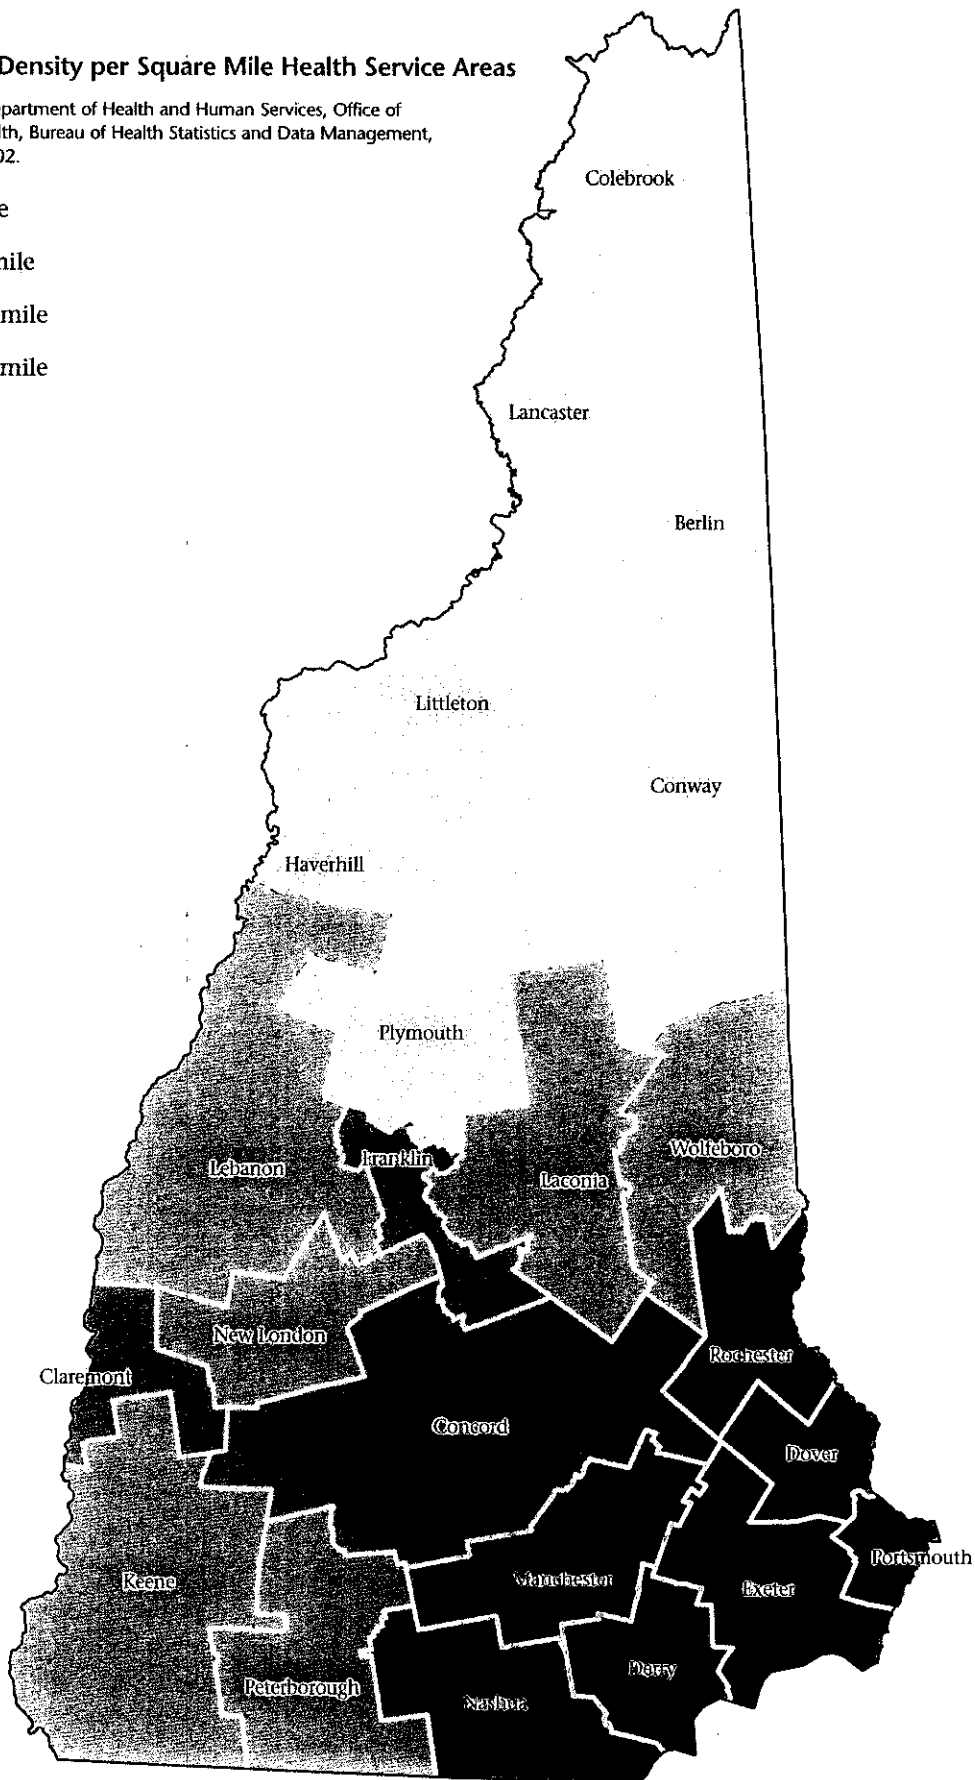 Density per Square Mile Health Service Areas
partment of Health and Human Services, Office of
lth, Bureau of Health Statistics and Data Management,
02.
e
nile
mile
mile
Colebrook
Lancaster
Berlin
Littleton
Conway
Haverhill
Plymouth
Franklin
Wolfeboro
Lebanon
Laconia
New London
Rochester
Claremont
Concord
Dover
Portsmouth
Keene
Manchester
Exeter
Derry
Peterborough
Nashua